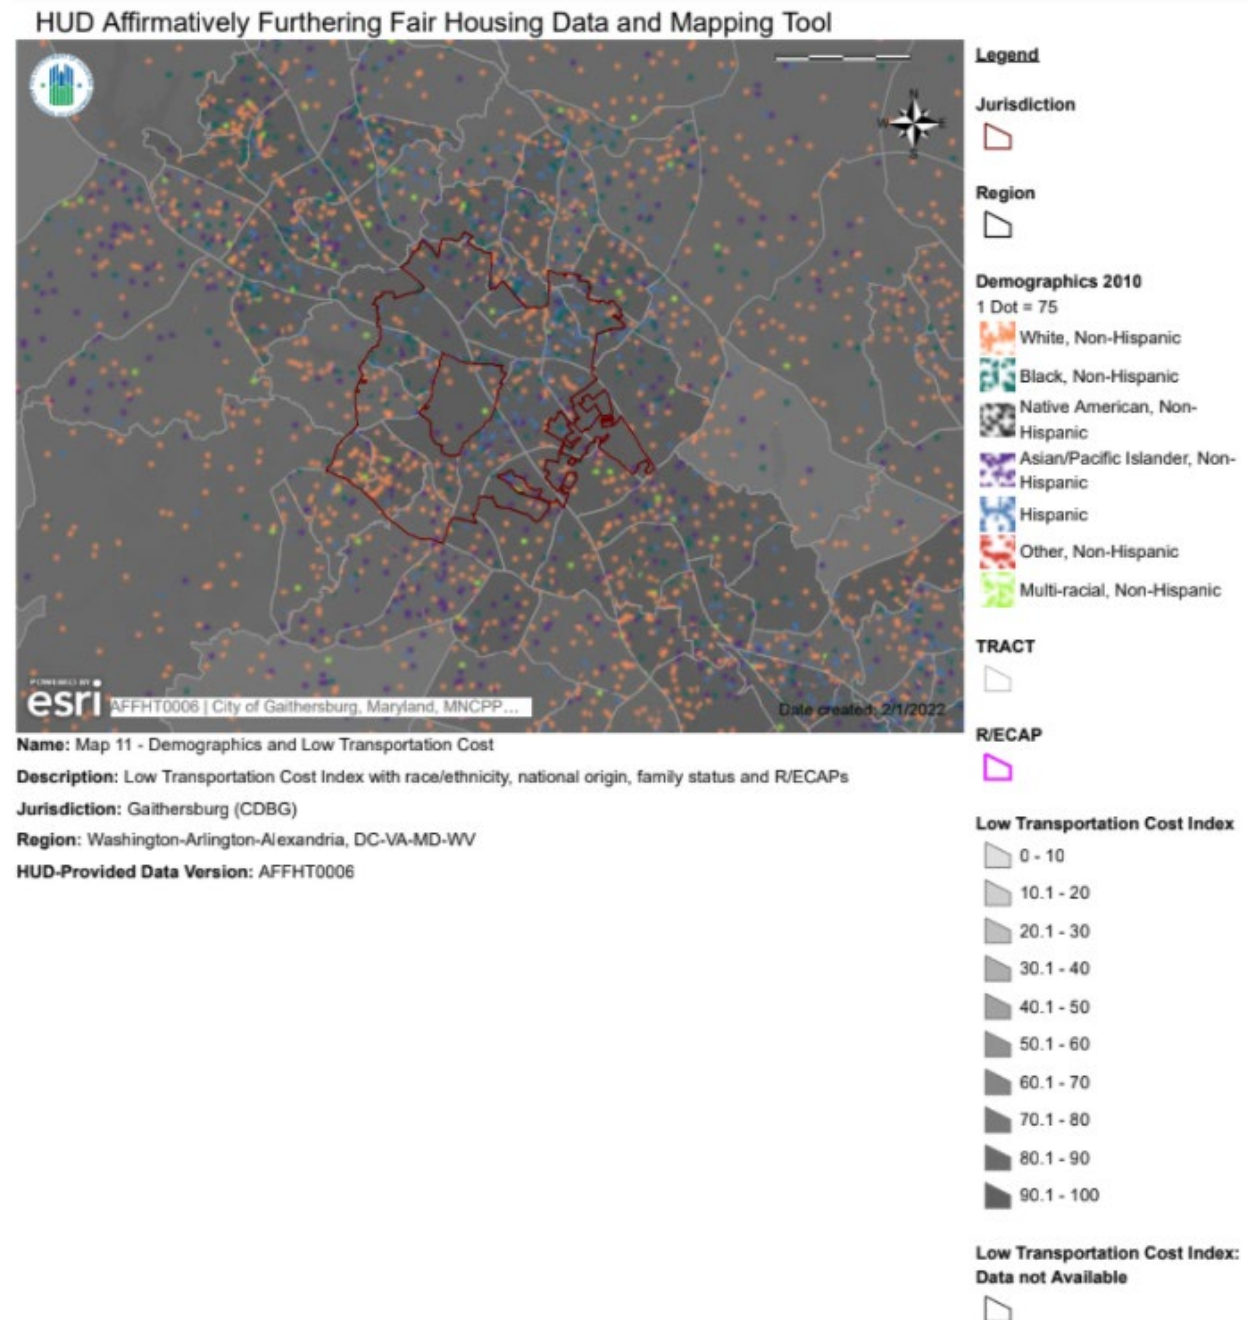 HUD Affirmatively Furthering Fair Housing Data and Mapping Tool
N
W E
S
POWERED BY
esri
AFFHT0006 | City of Gaithersburg, Maryland, MNCPP...
Date created: 2/1/2022
Name: Map 11 - Demographics and Low Transportation Cost
Description: Low Transportation Cost Index with race/ethnicity, national origin, family status and R/ECAPs
Jurisdiction: Gaithersburg (CDBG)
Region: Washington-Arlington-Alexandria, DC-VA-MD-WV
HUD-Provided Data Version: AFFHT0006
Legend
Jurisdiction
Region
Demographics 2010
1 Dot = 75
White, Non-Hispanic
Black, Non-Hispanic
Native American, Non-
Hispanic
Asian/Pacific Islander, Non-
Hispanic
Hispanic
Other, Non-Hispanic
Multi-racial, Non-Hispanic
TRACT
R/ECAP
Low Transportation Cost Index
0 - 10
10.1 - 20
20.1 - 30
30.1 - 40
40.1 - 50
50.1 - 60
60.1 - 70
70.1 - 80
80.1 - 90
90.1 - 100
Low Transportation Cost Index:
Data not Available